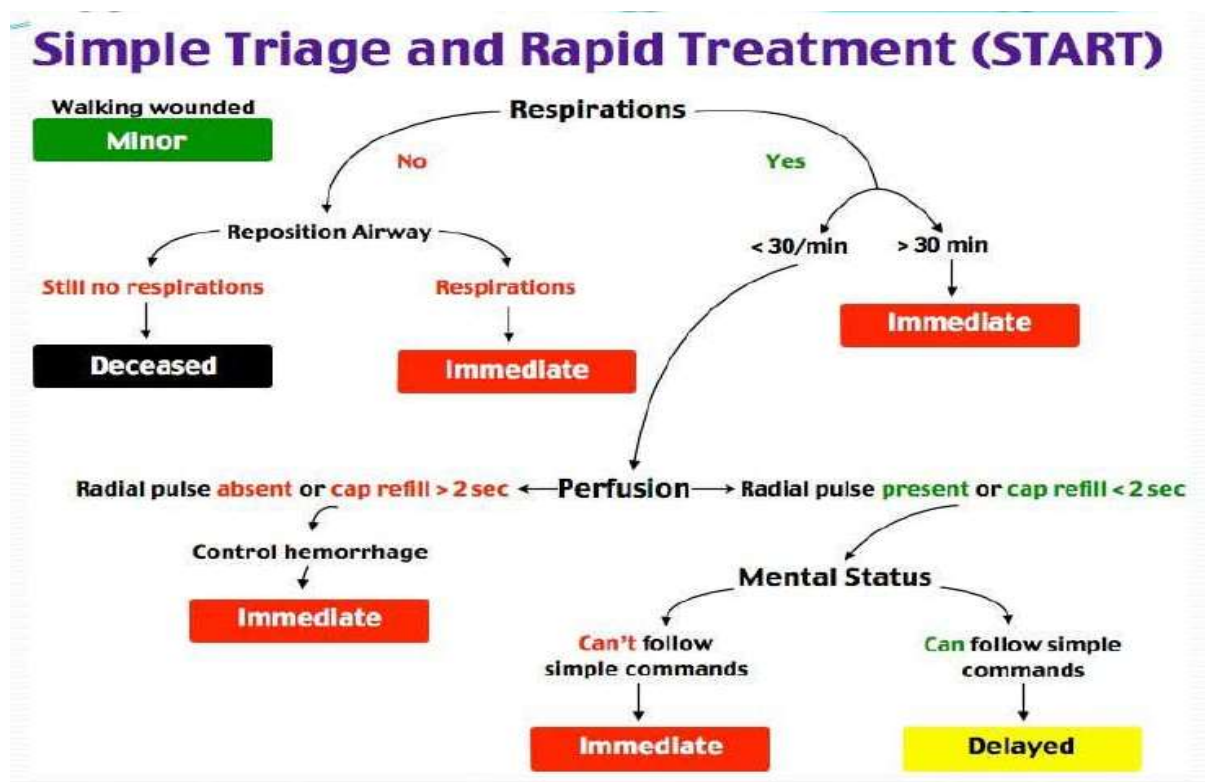 Simple Triage and Rapid Treatment (START)
Walking wounded
Minor
Respirations
No
Yes
Reposition Airway
< 30/min
> 30 min
Still no respirations
Respirations
Immediate
Deceased
Immediate
Radial pulse absent or cap refill > 2 sec
Perfusion
Radial pulse present or cap refill < 2 sec
Control hemorrhage
Immediate
Mental Status
Can't follow
simple commands
Can follow simple
commands
Immediate
Delayed